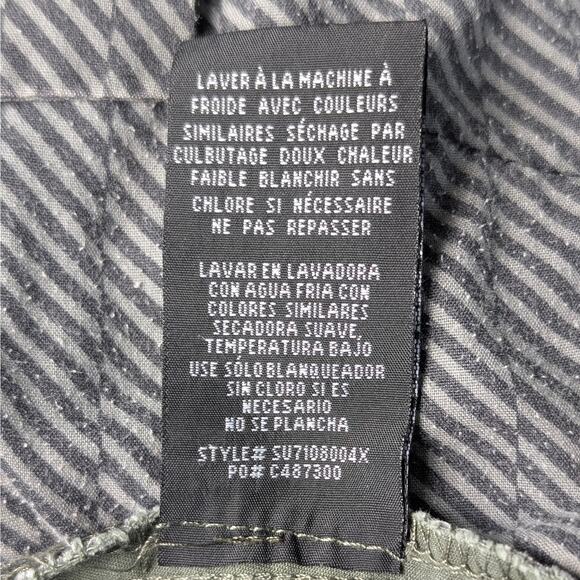 LAVER À LA MACHINE À
FROIDE AVEC COULEURS
SIMILAIRES SÉCHAGE PAR
CULBUTAGE DOUX CHALEUR
FAIBLE BLANCHIR SANS
CHLORE SI NÉCESSAIRE
NE PAS REPASSER
LAVAR EN LAVADORA
CON AGUA FRIA CON
COLORES SIMILARES
SECADORA SUAVE,
TEMPERATURA BAJO
USE SÓLO BLANQUEADOR
SIN CLORO SI ES
NECESARIO
NO SE PLANCHA
STYLE# SU7108004X
PO# C487300